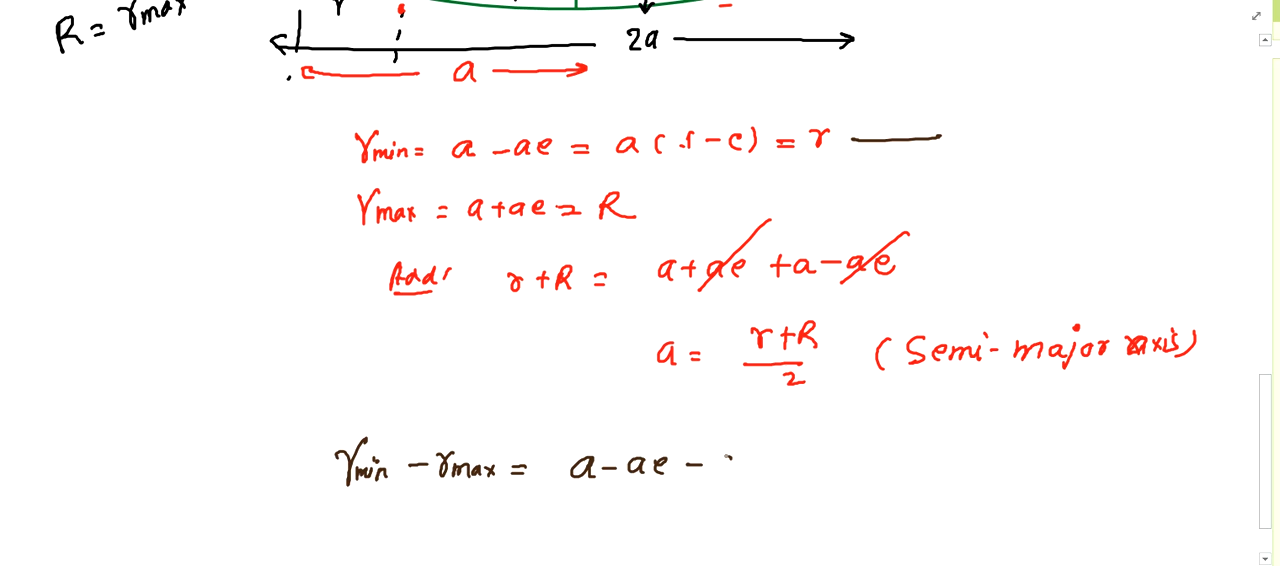 R = rmax
2a
a
rmin = a - ae = a(1-e) = r
rmax = a+ae = R
Add r+R = a+ae +a-ae
a = r+R/2 (Semi-major axis)
rmin - rmax = a - ae -